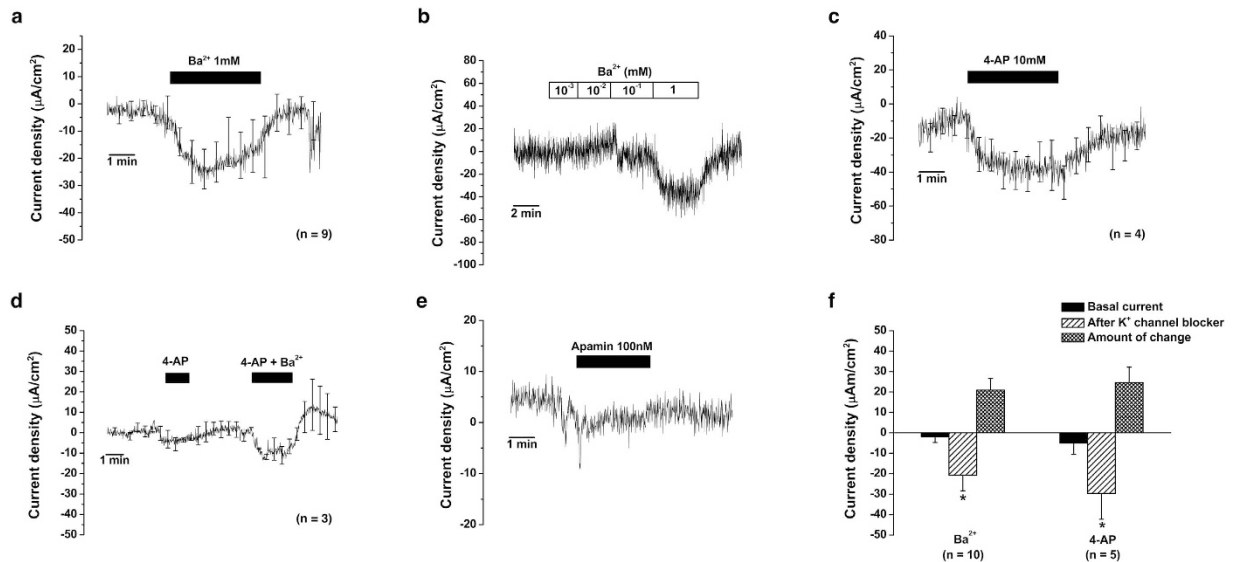 a
25
20
10
0
-10
-20
-30
-40
-50
Current density (µA/cm²)
Ba²⁺ 1mM
1 min
(n = 9)
b
80
60
40
20
0
-20
-40
-60
-80
-100
Current density (µA/cm²)
Ba²⁺ (mM)
10⁻³ 10⁻² 10⁻¹ 1
2 min
c
40
20
0
-20
-40
-60
-80
Current density (µA/cm²)
4-AP 10mM
1 min
(n = 4)
d
50
40
30
20
10
0
-10
-20
-30
-40
-50
Current density (µA/cm²)
4-AP
4-AP + Ba²⁺
1 min
(n = 3)
e
20
10
0
-10
-20
Current density (µA/cm²)
Apamin 100nM
1 min
f
Basal current
After K⁺ channel blocker
Amount of change
50
40
30
20
10
0
-10
-20
-30
-40
-50
Current density (µAm/cm²)
*
*
Ba²⁺
(n = 10)
4-AP
(n = 5)